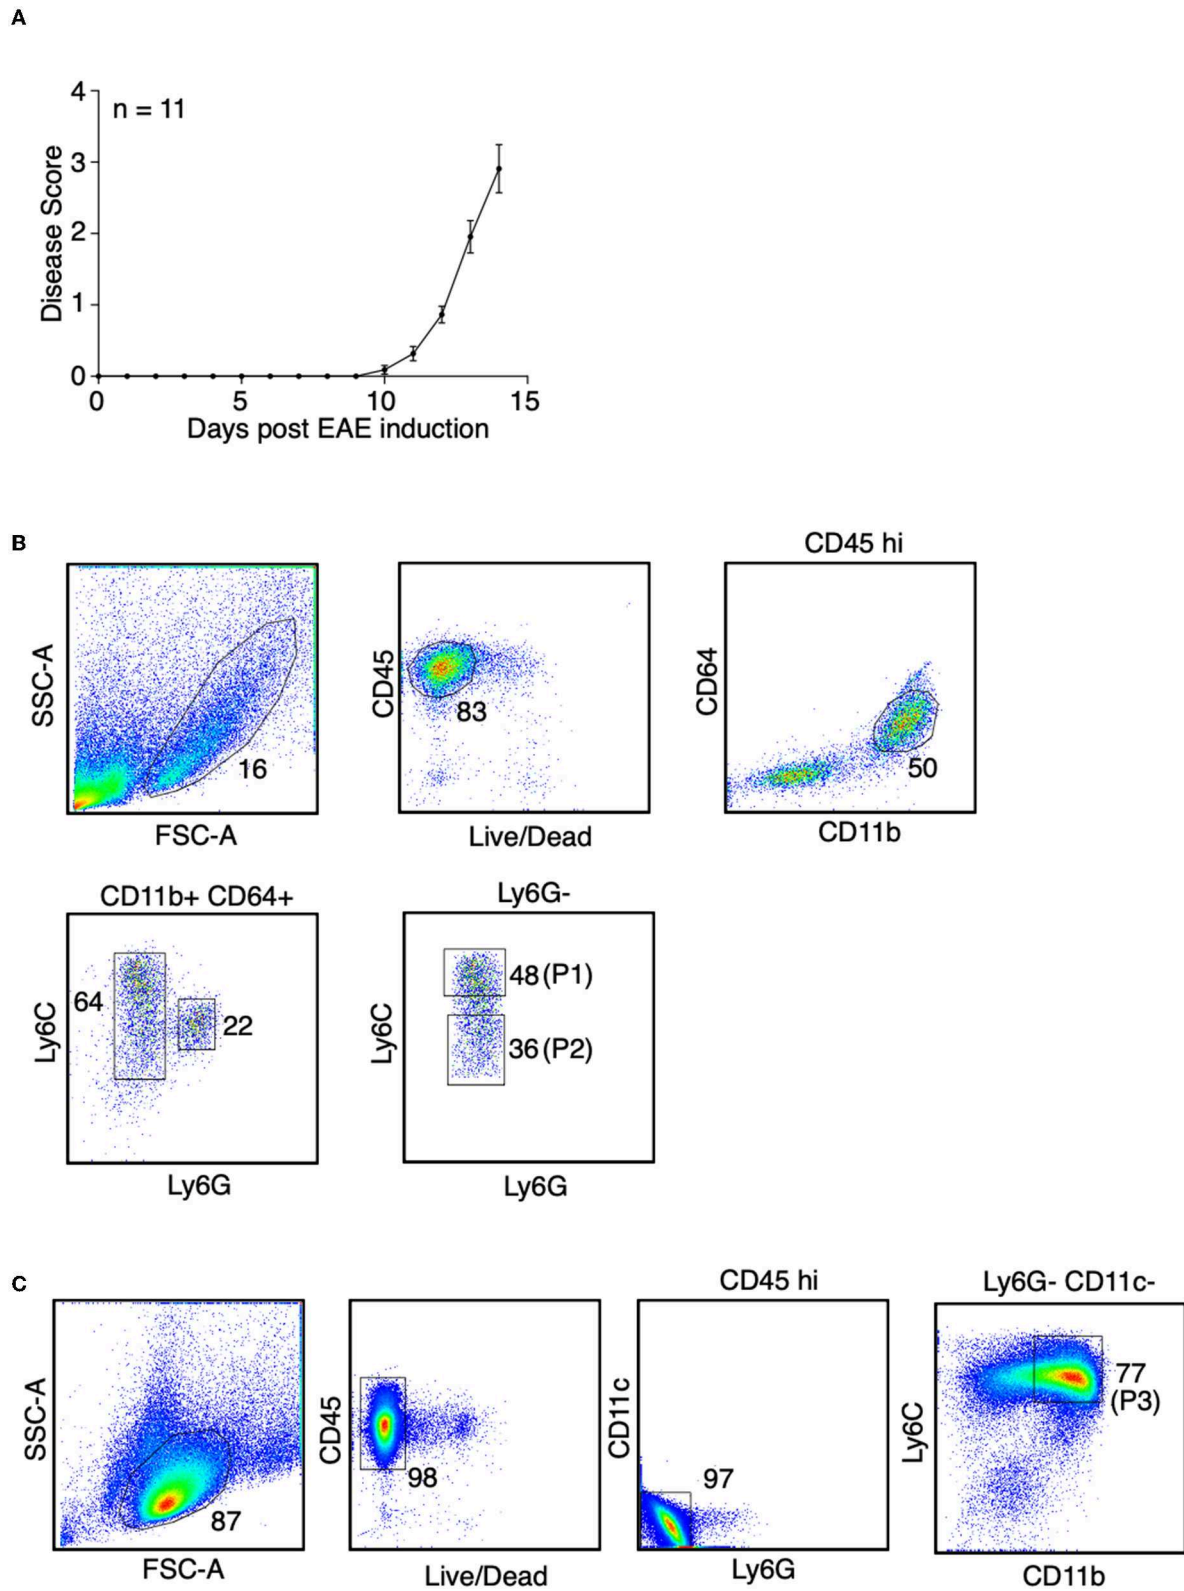 A
4
n = 11
3
2
1
0
Disease Score
0 5 10 15
Days post EAE induction
B
SSC-A
16
FSC-A
CD45
83
Live/Dead
CD45 hi
CD64
50
CD11b
CD11b+ CD64+
Ly6C
64
22
Ly6G
Ly6G-
Ly6C
48 (P1)
36 (P2)
Ly6G
C
SSC-A
87
FSC-A
CD45
98
Live/Dead
CD45 hi
CD11c
97
Ly6G
Ly6G- CD11c-
Ly6C
77
(P3)
CD11b